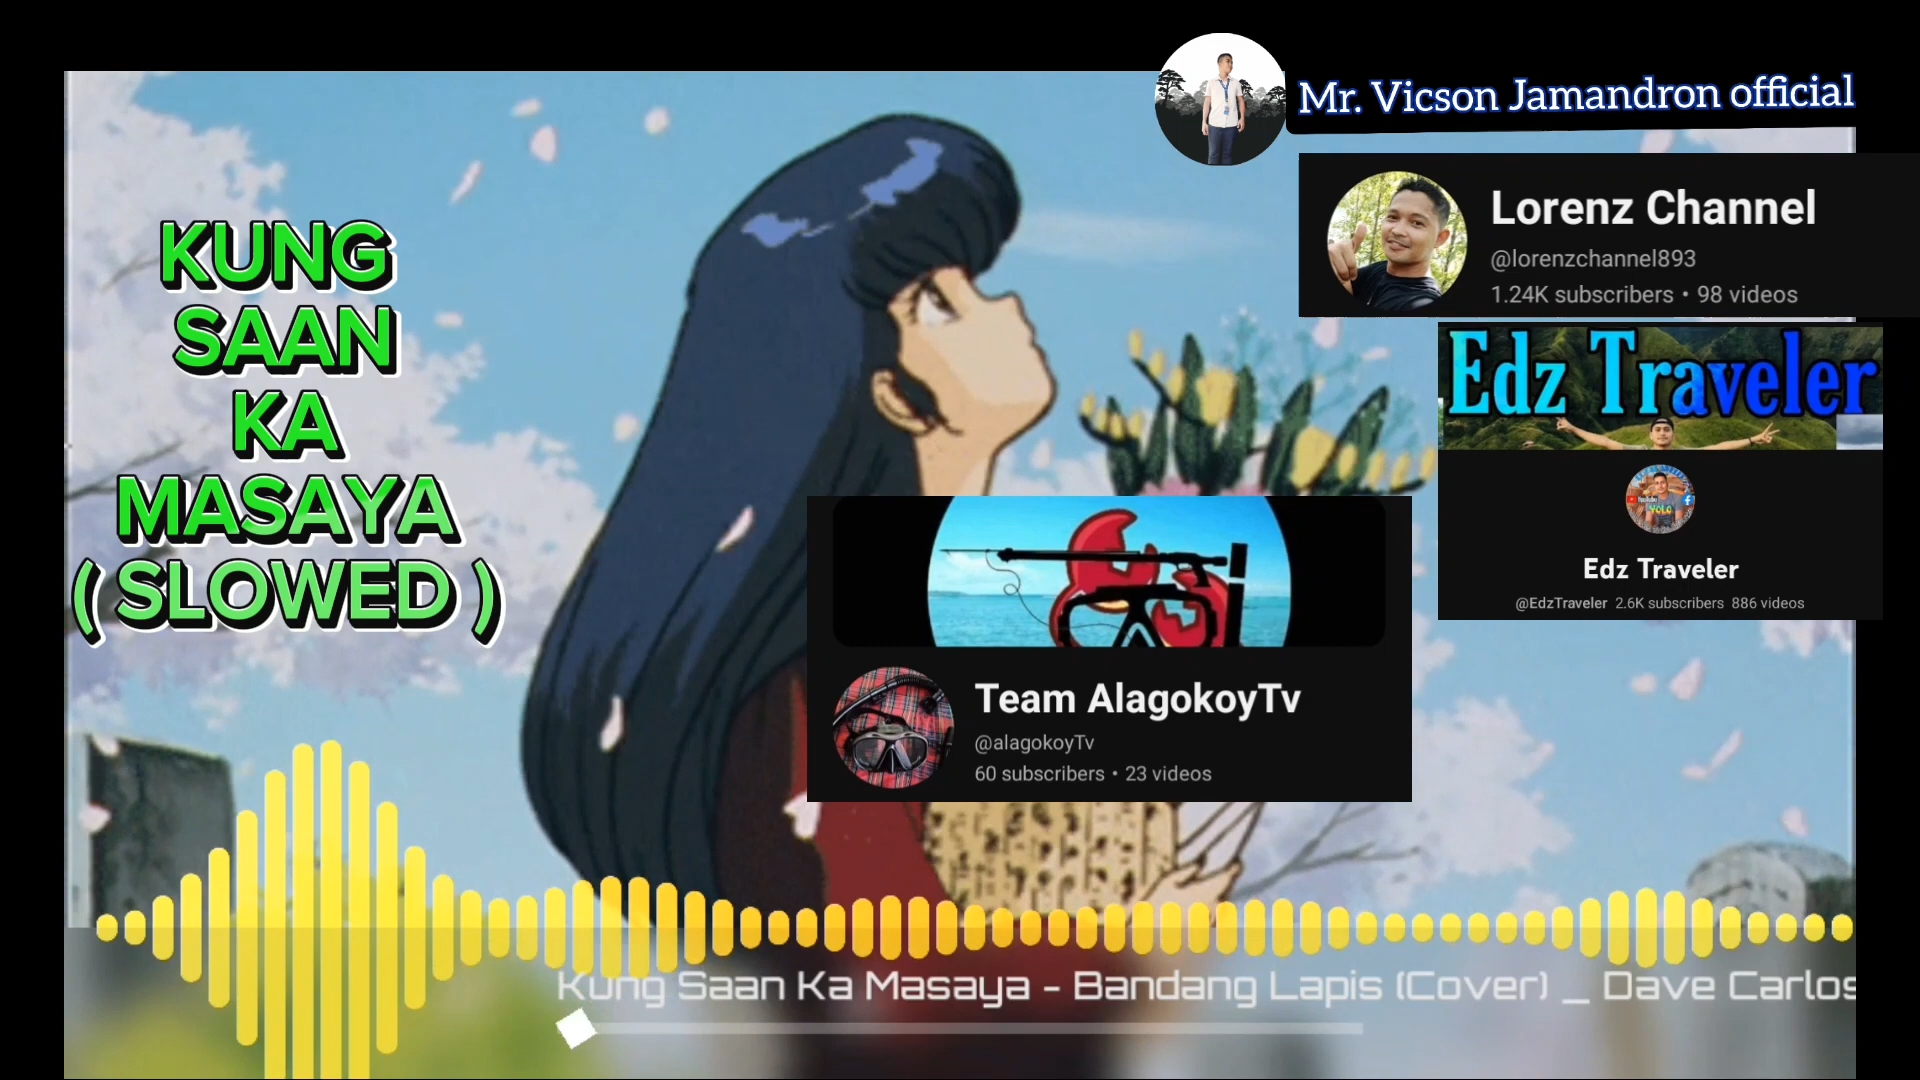 Mr. Vicson Jamandron official
Lorenz Channel
@lorenzchannel893
1.24K subscribers • 98 videos
KUNG
SAAN
KA
MASAYA
( SLOWED )
Edz Traveler
YOLO
Edz Traveler
@EdzTraveler 2.6K subscribers 886 videos
Team AlagokoyTv
@alagokoyTv
60 subscribers • 23 videos
Kung Saan Ka Masaya - Bandang Lapis (Cover) _ Dave Carlos